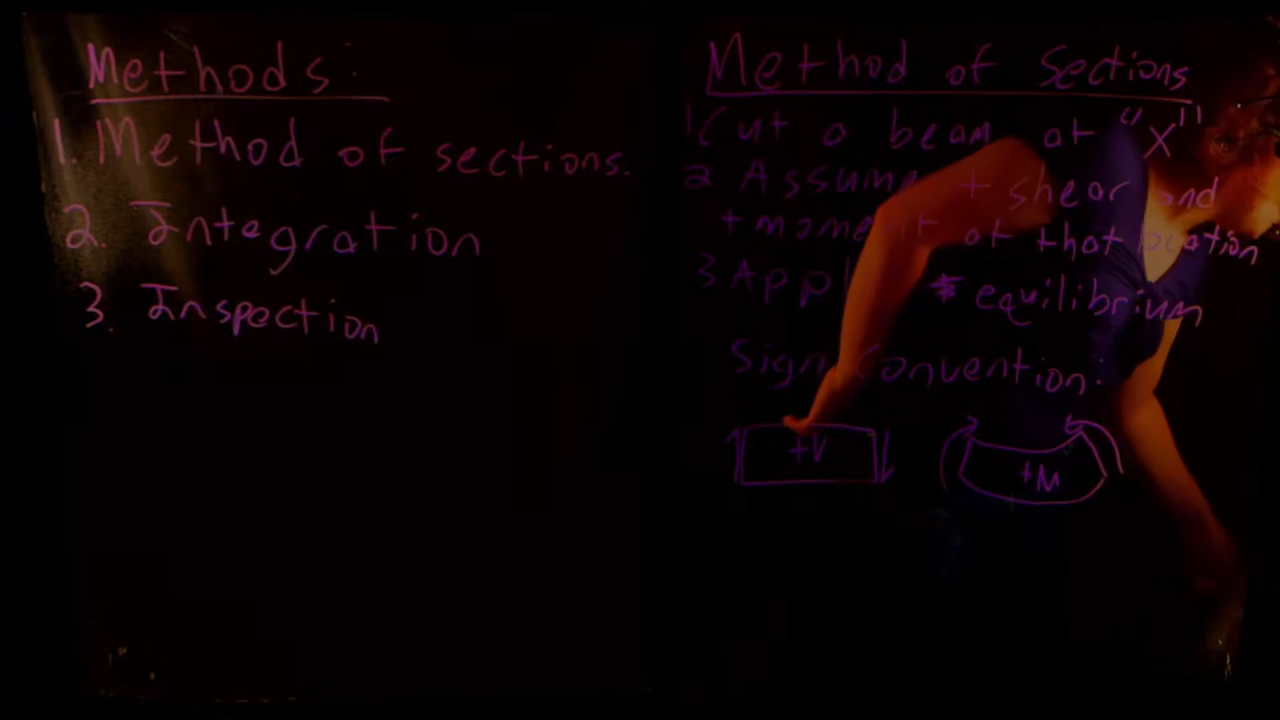 Methods:
1. Method of sections.
2. Integration
3. Inspection
Method of Sections
1 Cut a beam at "X"
2 Assume + shear and
+ moment at that location
3 Apply equilibrium
Sign Convention:
+V
+M